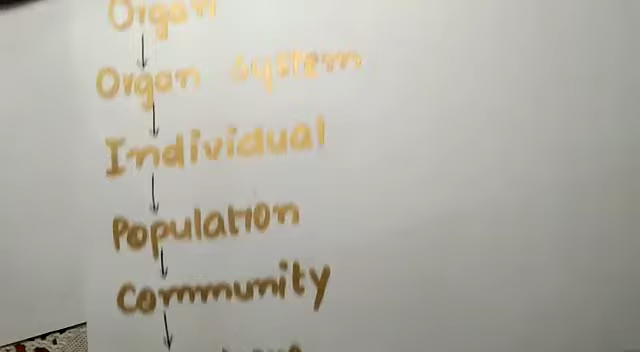 Organ
Organ system
Individual
Population
Community